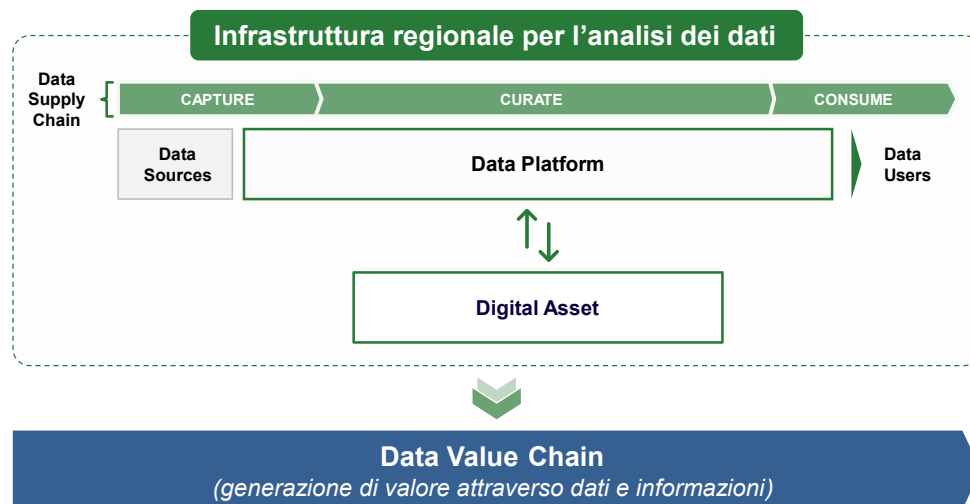 Infrastruttura regionale per l’analisi dei dati
Data
Supply
Chain
CAPTURE
CURATE
CONSUME
Data
Sources
Data Platform
Data
Users
Digital Asset
Data Value Chain
(generazione di valore attraverso dati e informazioni)